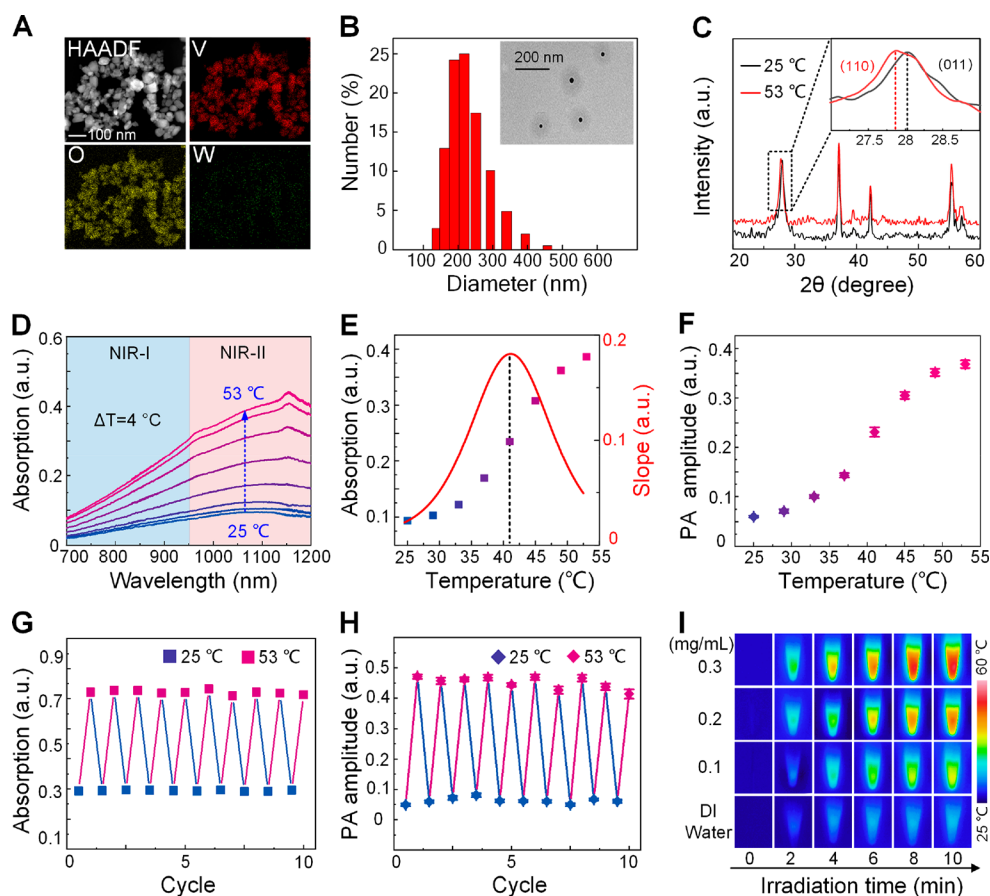 A
HAADF
V
100 nm
O
W
B
Number (%)
25
20
15
10
5
0
200 nm
100 200 300 400 500 600
Diameter (nm)
C
Intensity (a.u.)
25 ℃
53 ℃
(110)
(011)
27.5 28 28.5
20 30 40 50 60
2θ (degree)
D
Absorption (a.u.)
0.6
0.4
0.2
0
NIR-I
NIR-II
53 ℃
ΔT=4 °C
25 ℃
700 800 900 1000 1100 1200
Wavelength (nm)
E
Absorption (a.u.)
0.4
0.3
0.2
0.1
0.2
0.1
0
Slope (a.u.)
25 30 35 40 45 50 55
Temperature (℃)
F
PA amplitude (a.u.)
0.4
0.3
0.2
0.1
0
25 30 35 40 45 50 55
Temperature (℃)
G
Absorption (a.u.)
0.9
0.7
0.5
0.3
0.1
25 ℃
53 ℃
0 5 10
Cycle
H
PA amplitude (a.u.)
0.5
0.4
0.3
0.2
0.1
0
25 ℃
53 ℃
0 5 10
Cycle
I
(mg/mL)
0.3
0.2
0.1
DI
Water
60 ℃
25 ℃
0 2 4 6 8 10
Irradiation time (min)